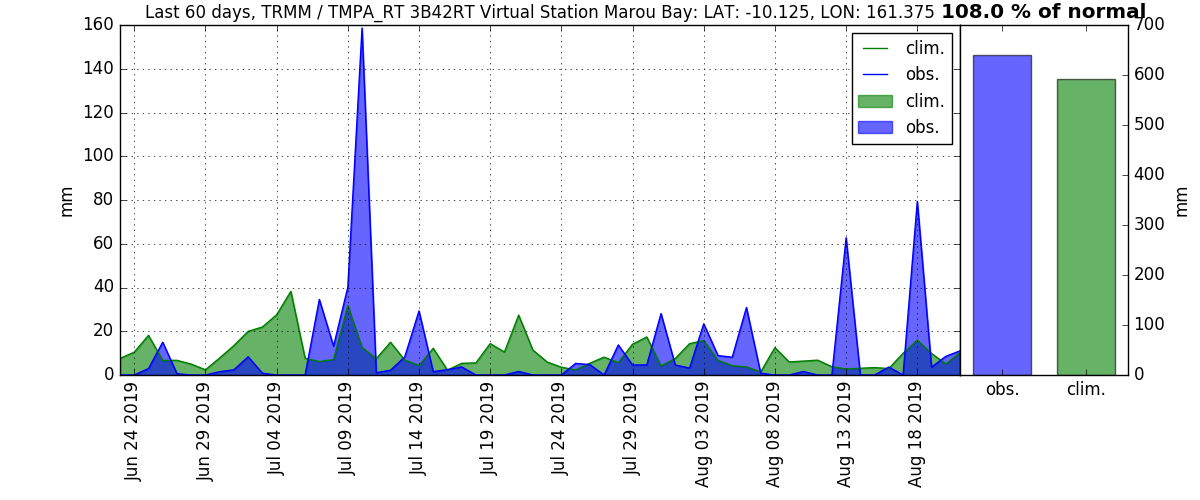 Last 60 days, TRMM / TMPA_RT 3B42RT Virtual Station Marou Bay: LAT: -10.125, LON: 161.375 108.0 % of normal
160
140
120
100
80
60
40
20
0
mm
clim.
obs.
clim.
obs.
Jun 24 2019
Jun 29 2019
Jul 04 2019
Jul 09 2019
Jul 14 2019
Jul 19 2019
Jul 24 2019
Jul 29 2019
Aug 03 2019
Aug 08 2019
Aug 13 2019
Aug 18 2019
700
600
500
400
300
200
100
0
mm
obs.
clim.